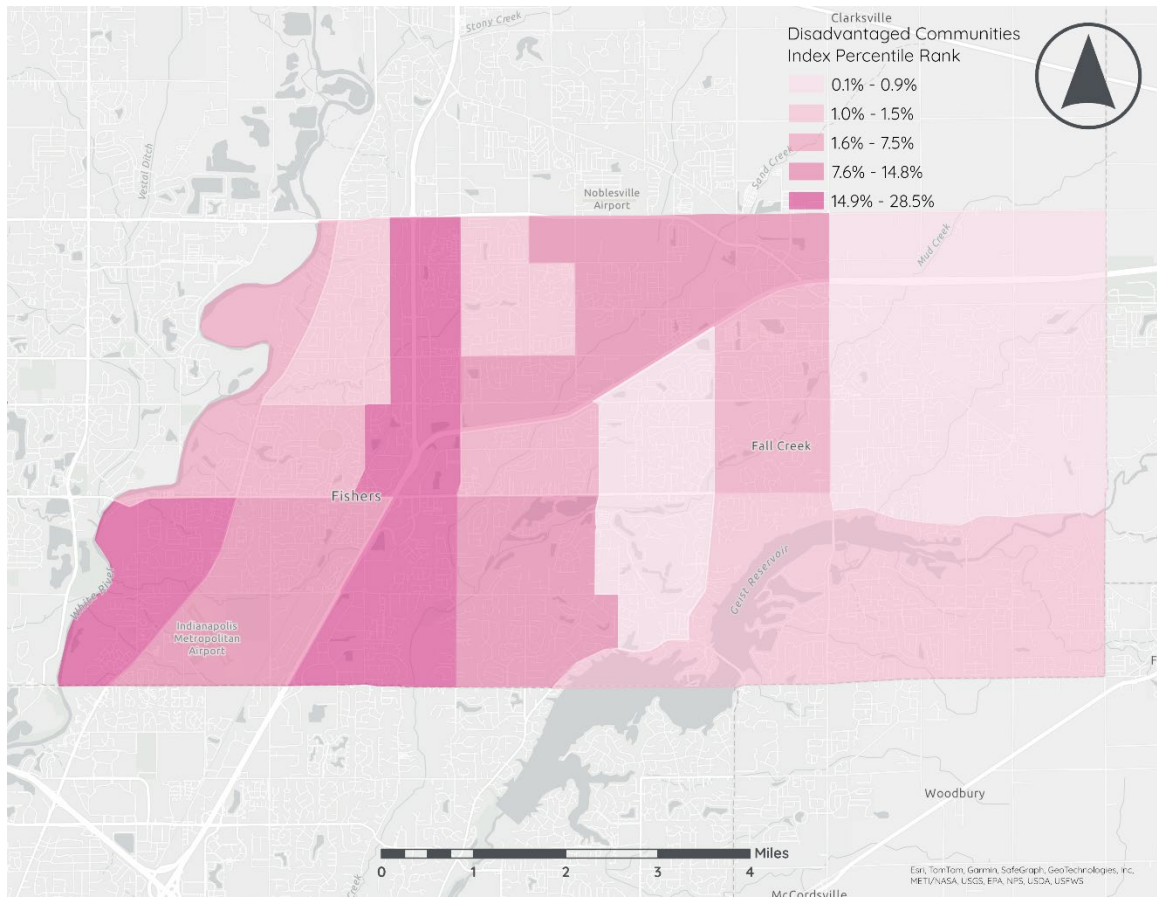 Stony Creek
Clarksville
Disadvantaged Communities
Index Percentile Rank
0.1% - 0.9%
1.0% - 1.5%
1.6% - 7.5%
7.6% - 14.8%
14.9% - 28.5%
Vestal Ditch
Sand Creek
Noblesville
Airport
Mud Creek
Fall Creek
Fishers
Geist Reservoir
White River
Indianapolis
Metropolitan
Airport
F
Woodbury
Miles
0 1 2 3 4
Creek
McCordsville
Esri, TomTom, Garmin, SafeGraph, GeoTechnologies, Inc,
METI/NASA, USGS, EPA, NPS, USDA, USFWS